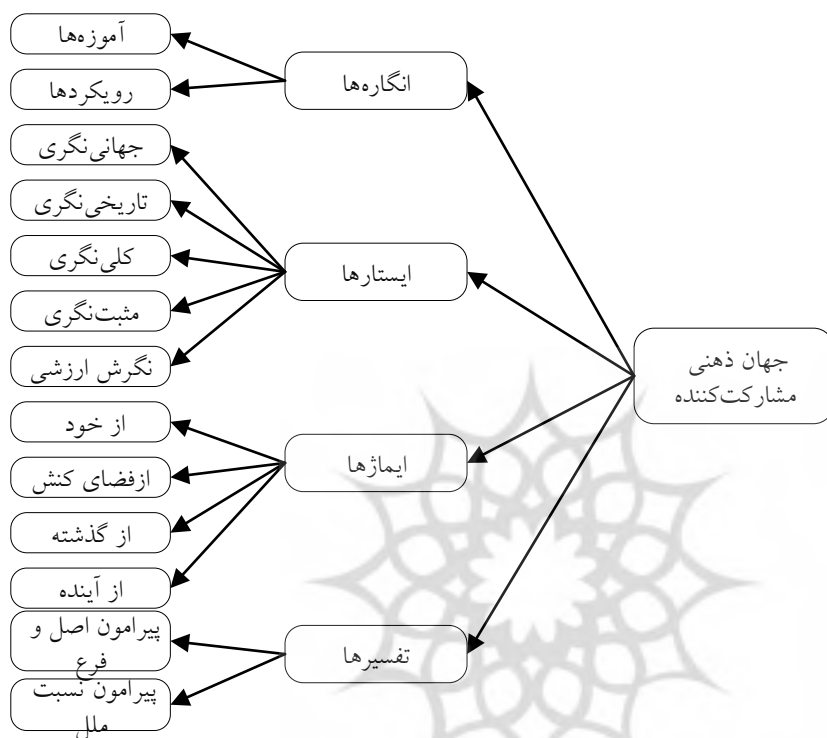 جهان ذهنی
مشارکت‌کننده
انگاره‌ها
آموزه‌ها
رویکردها
ایستارها
جهانی‌نگری
تاریخی‌نگری
کلی‌نگری
مثبت‌نگری
نگرش ارزشی
ایماژها
از خود
ازفضای کنش
از گذشته
از آینده
تفسیرها
پیرامون اصل و
فرع
پیرامون نسبت
ملل